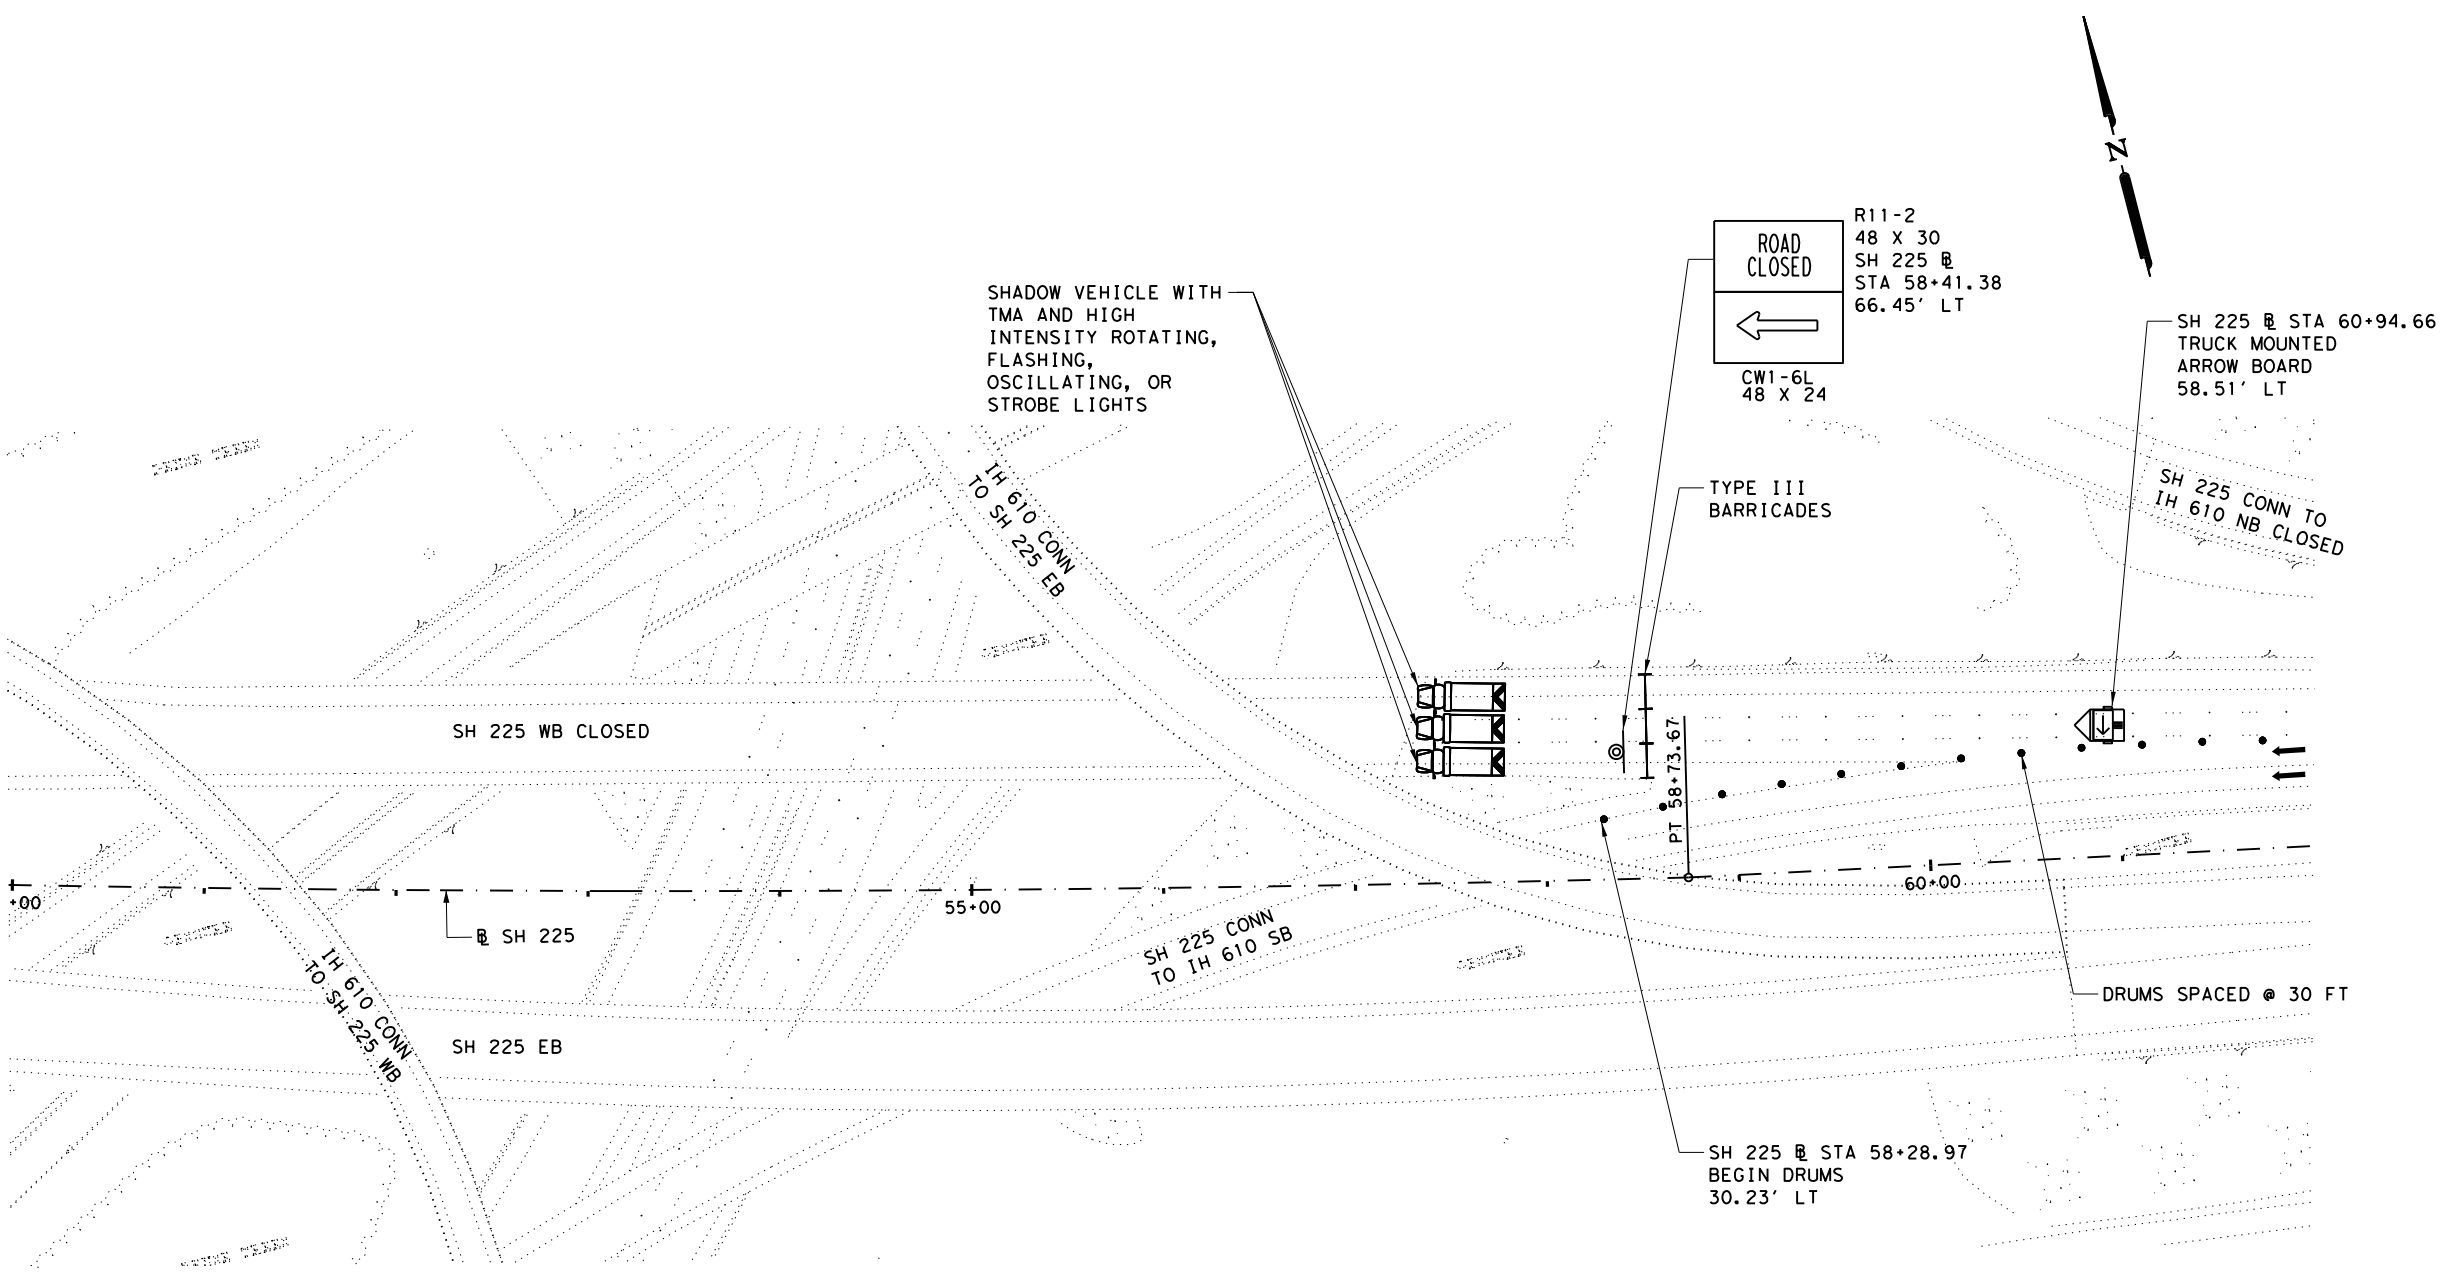 N
R11-2
48 X 30
SH 225 B
STA 58+41.38
66.45' LT
ROAD
CLOSED
CW1-6L
48 X 24
SHADOW VEHICLE WITH
TMA AND HIGH
INTENSITY ROTATING,
FLASHING,
OSCILLATING, OR
STROBE LIGHTS
SH 225 B STA 60+94.66
TRUCK MOUNTED
ARROW BOARD
58.51' LT
TYPE III
BARRICADES
IH 610 CONN
TO SH 225 EB
SH 225 CONN TO
IH 610 NB CLOSED
SH 225 WB CLOSED
PT 58+73.67
+00
55+00
60+00
B SH 225
SH 225 CONN
TO IH 610 SB
IH 610 CONN
TO SH 225 WB
SH 225 EB
DRUMS SPACED @ 30 FT
SH 225 B STA 58+28.97
BEGIN DRUMS
30.23' LT